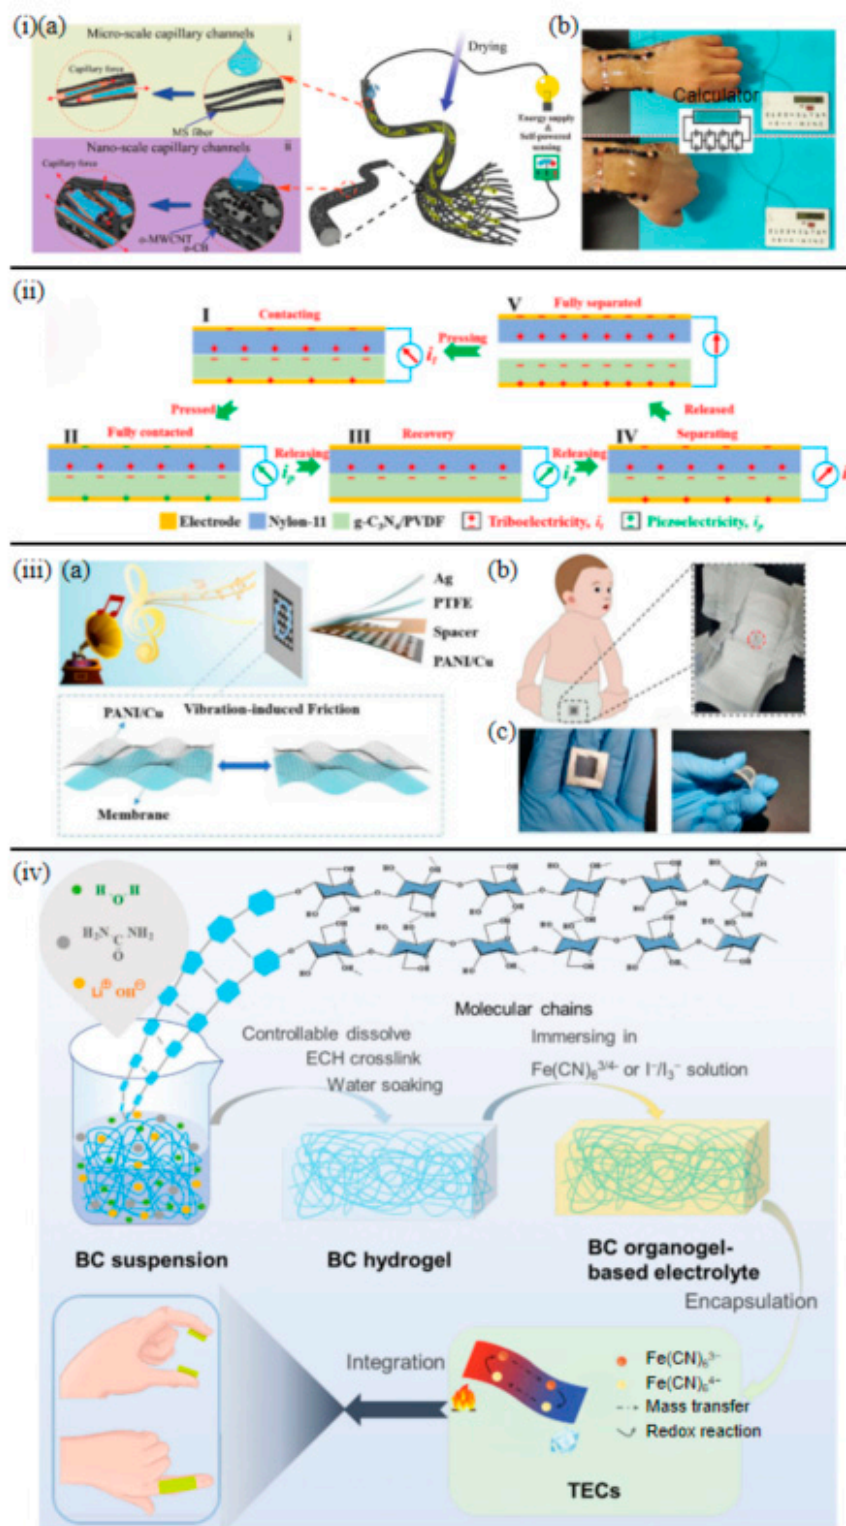 (i)(a)
Micro-scale capillary channels
i
Capillary force
MS fiber
Nano-scale capillary channels
ii
Capillary force
o-MWCNT
o-CB
Drying
Energy supply
&
Self-powered
sensing
(b)
Calculator
(ii)
I
Contacting
V
Fully separated
Pressing
Pressed
Released
II
Fully contacted
Releasing
III
Recovery
Releasing
IV
Separating
Electrode
Nylon-11
g-C₃N₄/PVDF
Triboelectricity, iₜ
Piezoelectricity, iₚ
(iii)
(a)
Ag
PTFE
Spacer
PANI/Cu
PANI/Cu
Vibration-induced Friction
Membrane
(b)
(c)
(iv)
H O H
H₂N C NH₂
O
Li⊕ OH⊖
Molecular chains
Controllable dissolve
ECH crosslink
Water soaking
Immersing in
Fe(CN)₆³ᐟ⁴⁻ or I⁻/I₃⁻ solution
BC suspension
BC hydrogel
BC organogel-
based electrolyte
Encapsulation
Integration
Fe(CN)₆³⁻
Fe(CN)₆⁴⁻
Mass transfer
Redox reaction
TECs